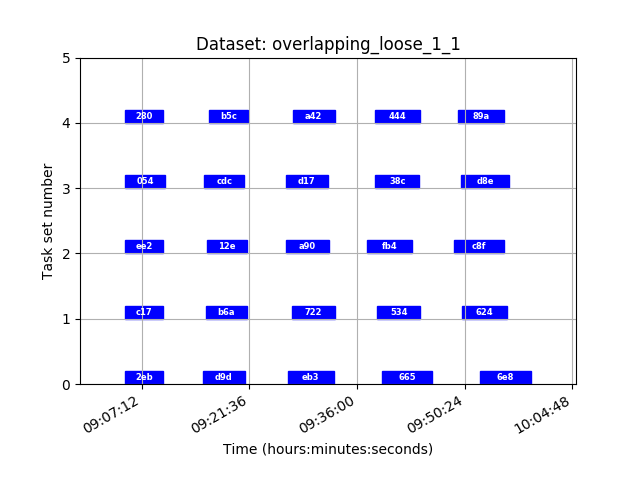 Dataset: overlapping_loose_1_1
5
280 b5c a42 444 89a
4
054 cdc d17 38c d8e
3
ee2 12e a90 fb4 c8f
2
c17 b6a 722 534 624
1
2eb d9d eb3 665 6e8
0
Task set number
09:07:12 09:21:36 09:36:00 09:50:24 10:04:48
Time (hours:minutes:seconds)